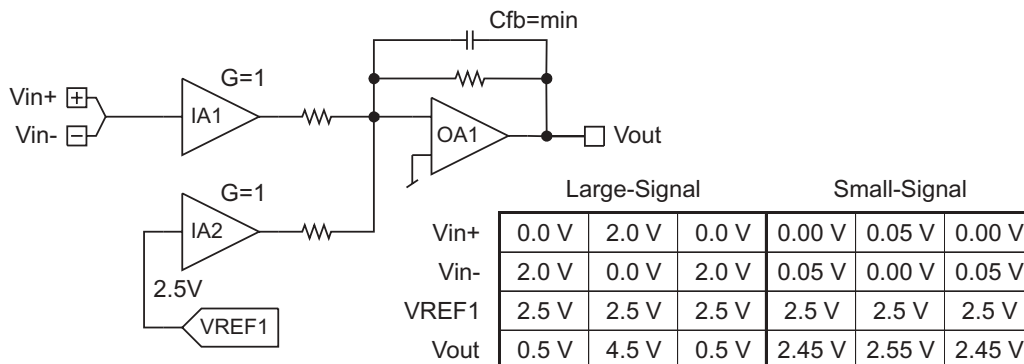 Cfb=min
G=1
Vin+ +
IA1
Vin- −
OA1
Vout
G=1
IA2
2.5V
VREF1
Large-Signal Small-Signal
Vin+ 0.0 V 2.0 V 0.0 V 0.00 V 0.05 V 0.00 V
Vin- 2.0 V 0.0 V 2.0 V 0.05 V 0.00 V 0.05 V
VREF1 2.5 V 2.5 V 2.5 V 2.5 V 2.5 V 2.5 V
Vout 0.5 V 4.5 V 0.5 V 2.45 V 2.55 V 2.45 V